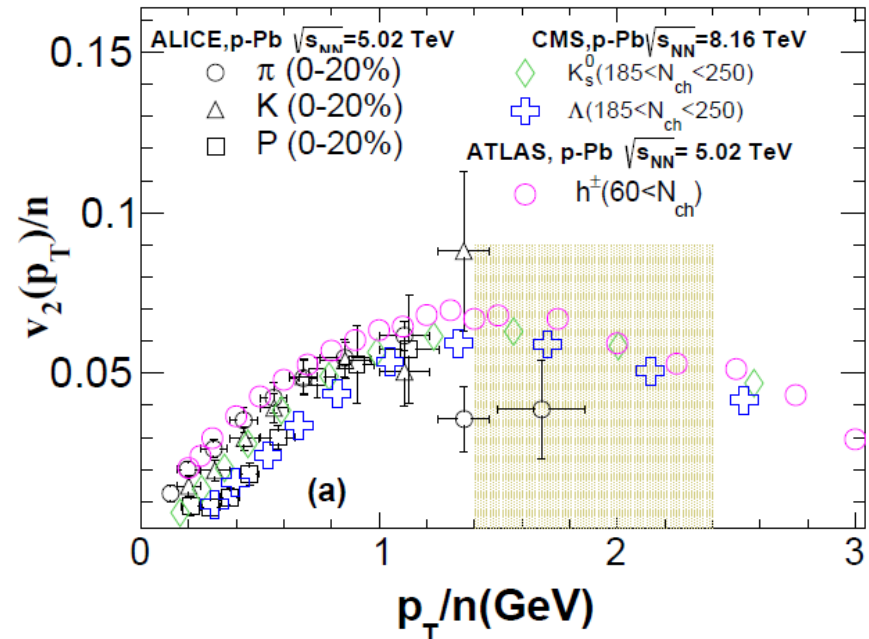 ALICE,p-Pb √s_NN=5.02 TeV
π (0-20%)
K (0-20%)
P (0-20%)
CMS,p-Pb√s_NN=8.16 TeV
K_s^0(185<N_ch<250)
Λ(185<N_ch<250)
ATLAS, p-Pb √s_NN= 5.02 TeV
h^±(60<N_ch)
v_2(p_T)/n
0.15
0.1
0.05
(a)
0 1 2 3
p_T/n(GeV)